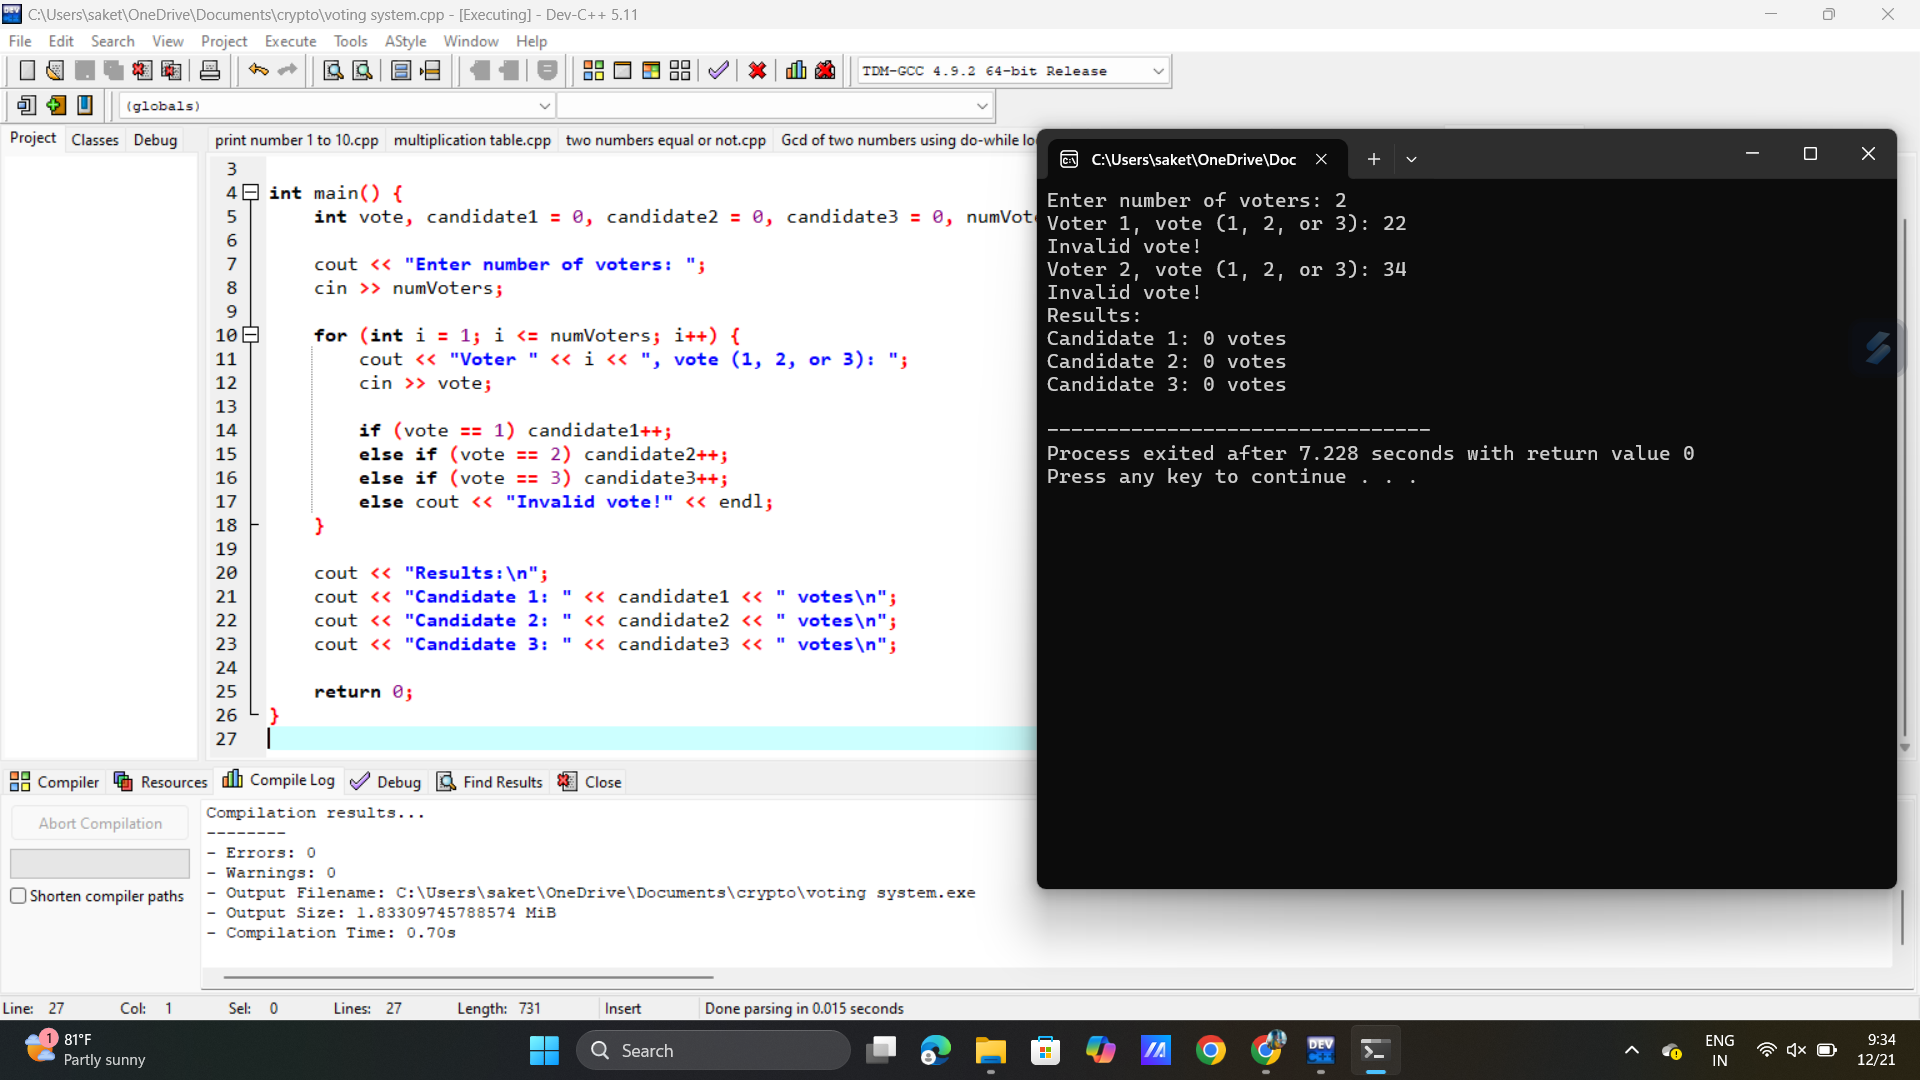 C:\Users\saket\OneDrive\Documents\crypto\voting system.cpp - [Executing] - Dev-C++ 5.11
File Edit Search View Project Execute Tools AStyle Window Help
TDM-GCC 4.9.2 64-bit Release
(globals)
Project Classes Debug
print number 1 to 10.cpp multiplication table.cpp two numbers equal or not.cpp Gcd of two numbers using do-while lo
3
4 int main() {
5 int vote, candidate1 = 0, candidate2 = 0, candidate3 = 0, numVot
6
7 cout << "Enter number of voters: ";
8 cin >> numVoters;
9
10 for (int i = 1; i <= numVoters; i++) {
11 cout << "Voter " << i << ", vote (1, 2, or 3): ";
12 cin >> vote;
13
14 if (vote == 1) candidate1++;
15 else if (vote == 2) candidate2++;
16 else if (vote == 3) candidate3++;
17 else cout << "Invalid vote!" << endl;
18 }
19
20 cout << "Results:\n";
21 cout << "Candidate 1: " << candidate1 << " votes\n";
22 cout << "Candidate 2: " << candidate2 << " votes\n";
23 cout << "Candidate 3: " << candidate3 << " votes\n";
24
25 return 0;
26 }
27
C:\Users\saket\OneDrive\Doc
Enter number of voters: 2
Voter 1, vote (1, 2, or 3): 22
Invalid vote!
Voter 2, vote (1, 2, or 3): 34
Invalid vote!
Results:
Candidate 1: 0 votes
Candidate 2: 0 votes
Candidate 3: 0 votes
--------------------------------
Process exited after 7.228 seconds with return value 0
Press any key to continue . . .
Compiler Resources Compile Log Debug Find Results Close
Abort Compilation
Shorten compiler paths
Compilation results...
--------
- Errors: 0
- Warnings: 0
- Output Filename: C:\Users\saket\OneDrive\Documents\crypto\voting system.exe
- Output Size: 1.83309745788574 MiB
- Compilation Time: 0.70s
Line: 27 Col: 1 Sel: 0 Lines: 27 Length: 731 Insert Done parsing in 0.015 seconds
1
81°F
Partly sunny
Search
DEV
ENG
IN
9:34
12/21